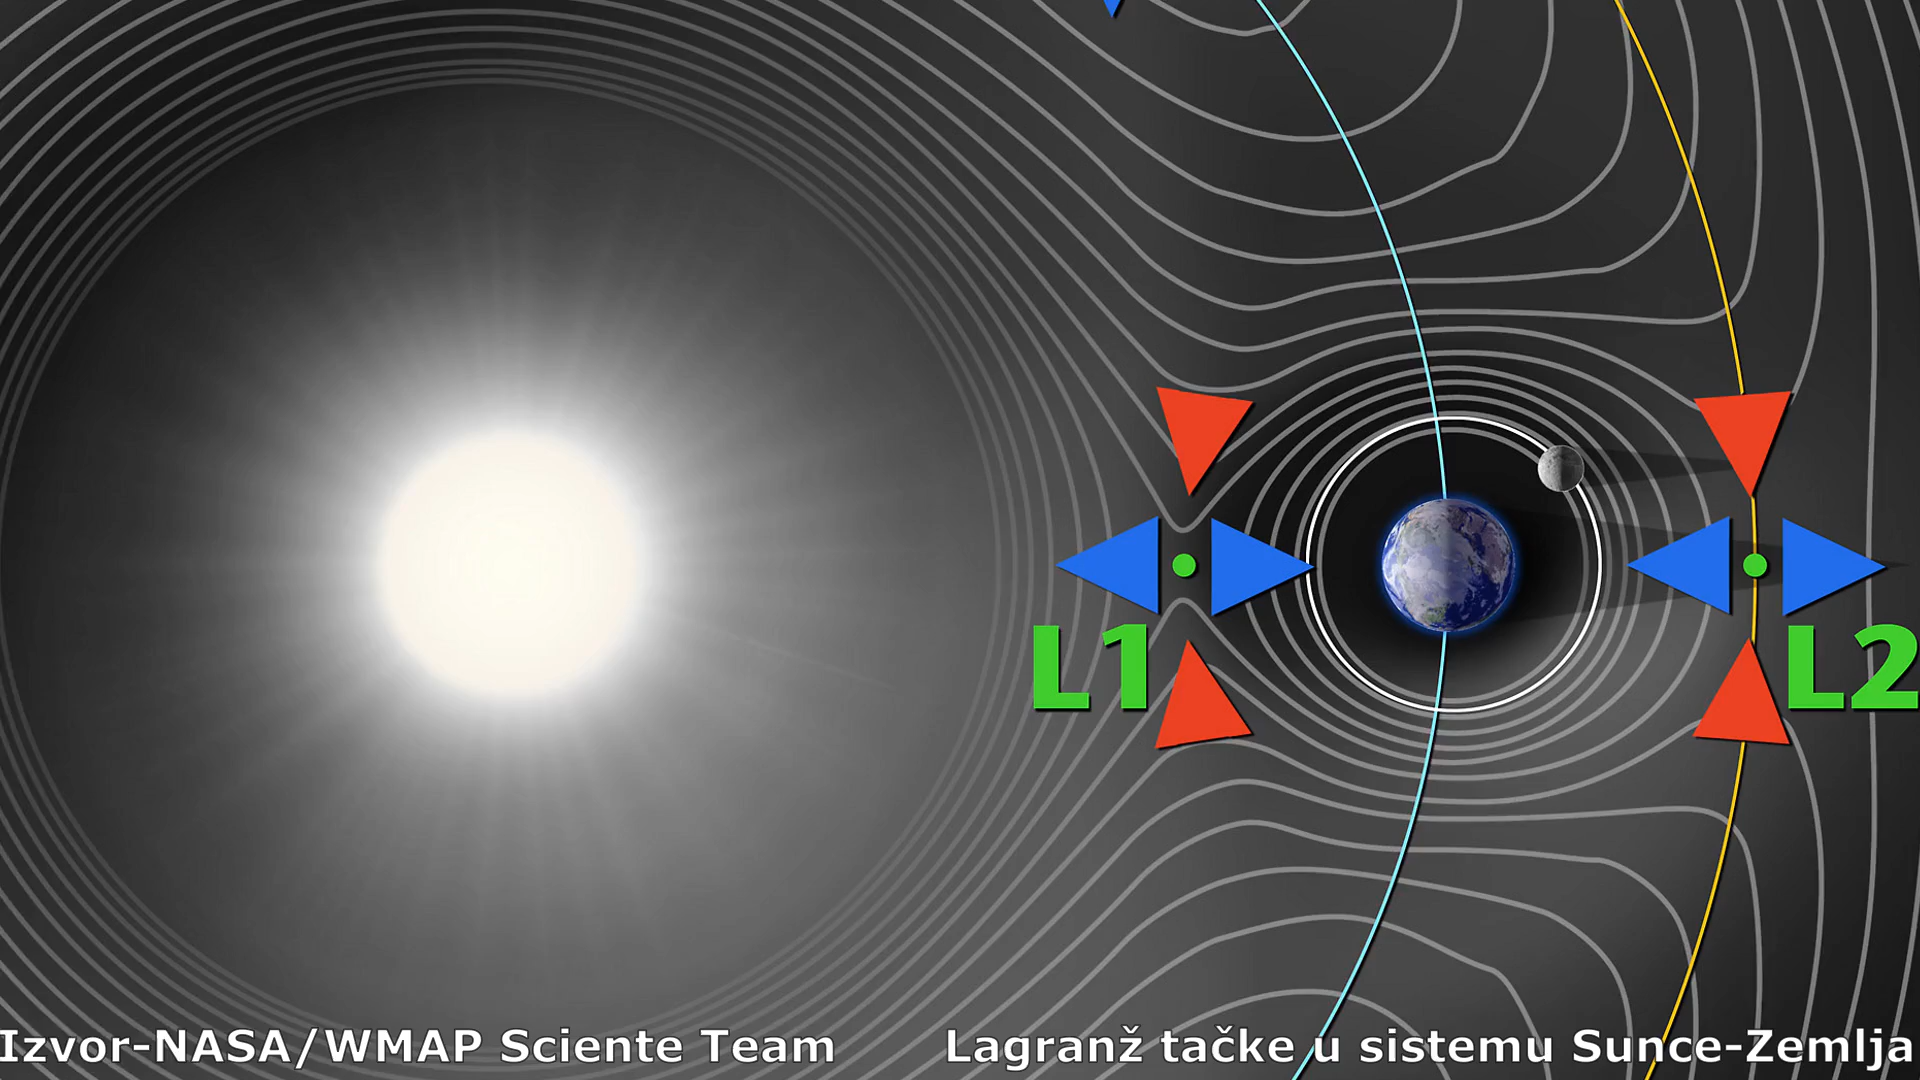 L1
L2
Izvor-NASA/WMAP Sciente Team
Lagranž tačke u sistemu Sunce-Zemlja